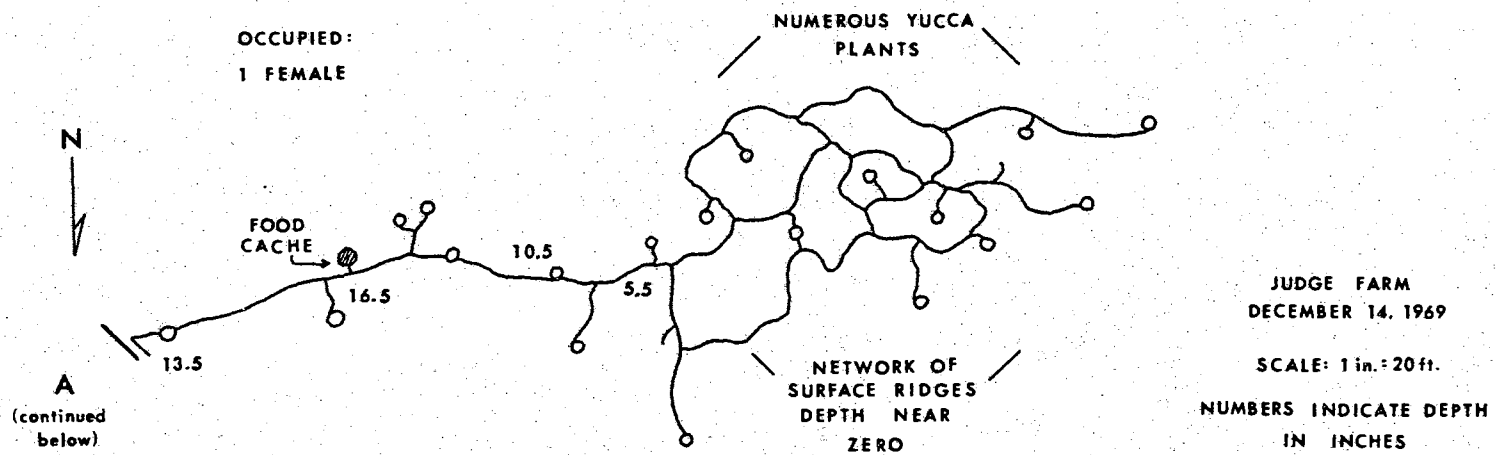 OCCUPIED:
1 FEMALE
NUMEROUS YUCCA
PLANTS
N
FOOD
CACHE
10.5
16.5
5.5
13.5
A
(continued
below)
NETWORK OF
SURFACE RIDGES
DEPTH NEAR
ZERO
JUDGE FARM
DECEMBER 14, 1969
SCALE: 1 in.: 20 ft.
NUMBERS INDICATE DEPTH
IN INCHES